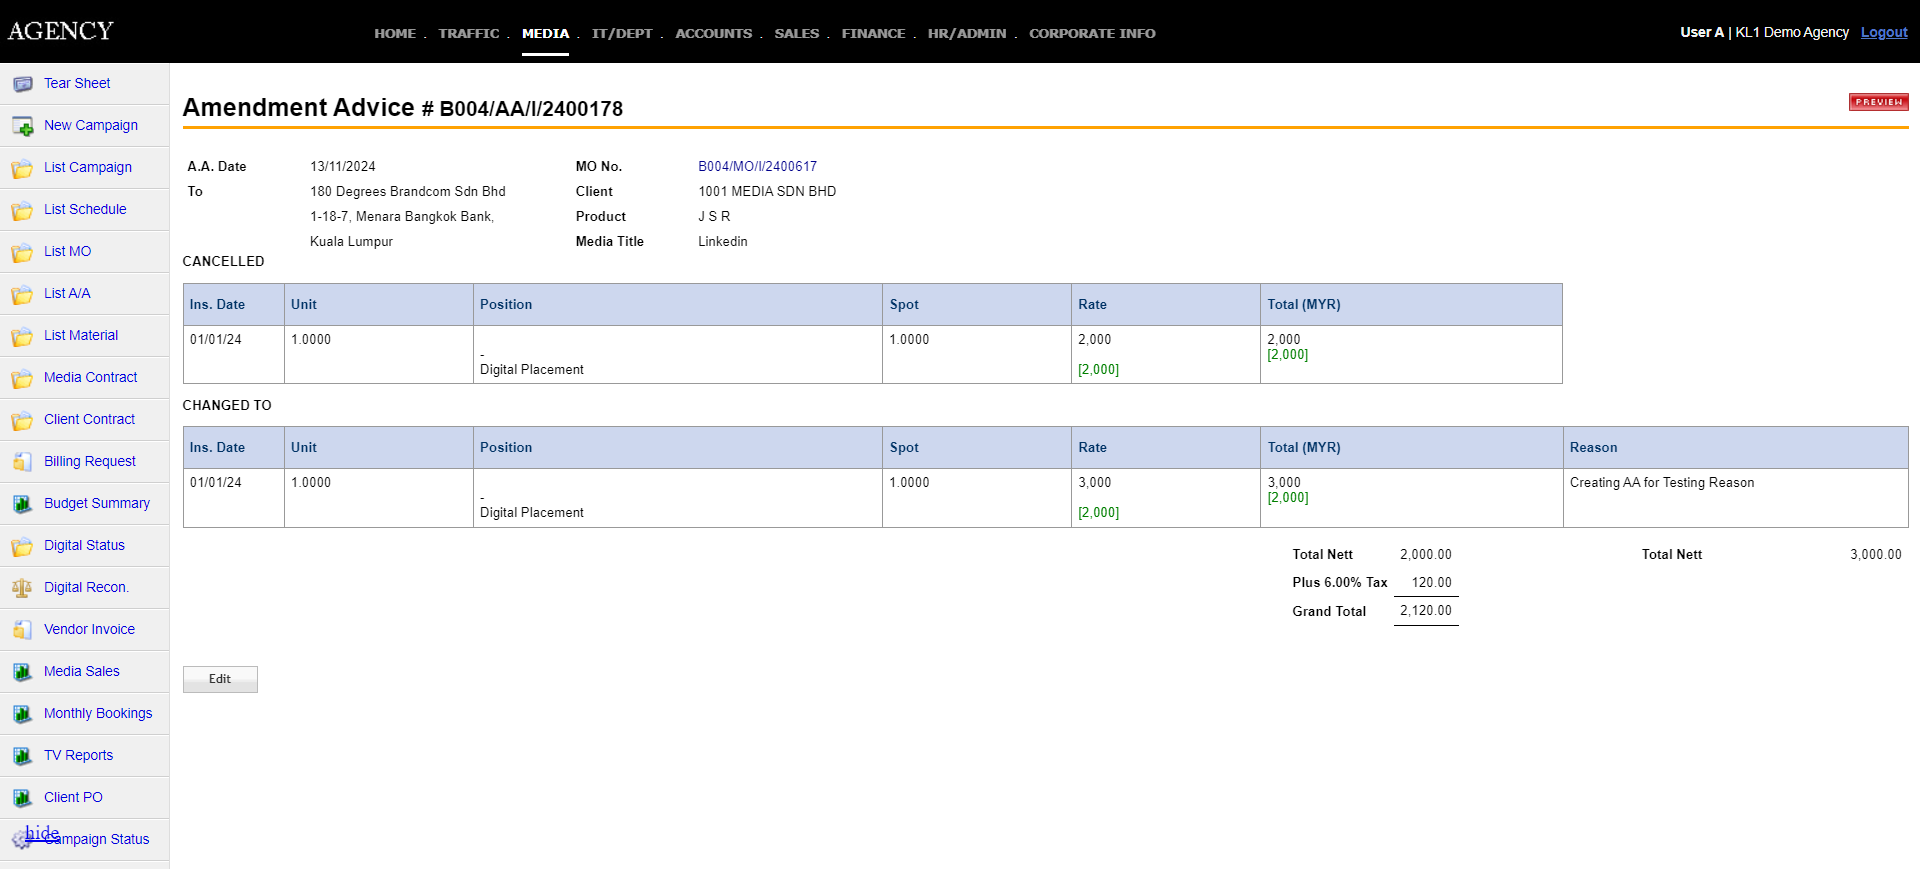 AGENCY
HOME . TRAFFIC . MEDIA . IT/DEPT . ACCOUNTS . SALES . FINANCE . HR/ADMIN . CORPORATE INFO
User A | KL1 Demo Agency Logout
Tear Sheet
New Campaign
List Campaign
List Schedule
List MO
List A/A
List Material
Media Contract
Client Contract
Billing Request
Budget Summary
Digital Status
Digital Recon.
Vendor Invoice
Media Sales
Monthly Bookings
TV Reports
Client PO
hide
Campaign Status
Amendment Advice # B004/AA/I/2400178
PREVIEW
A.A. Date 13/11/2024 MO No. B004/MO/I/2400617
To 180 Degrees Brandcom Sdn Bhd Client 1001 MEDIA SDN BHD
1-18-7, Menara Bangkok Bank, Product J S R
Kuala Lumpur Media Title Linkedin
CANCELLED
Ins. Date Unit Position Spot Rate Total (MYR)
01/01/24 1.0000 1.0000 2,000 2,000
- [2,000]
Digital Placement [2,000]
CHANGED TO
Ins. Date Unit Position Spot Rate Total (MYR) Reason
01/01/24 1.0000 1.0000 3,000 3,000 Creating AA for Testing Reason
- [2,000]
Digital Placement [2,000]
Total Nett 2,000.00 Total Nett 3,000.00
Plus 6.00% Tax 120.00
Grand Total 2,120.00
Edit